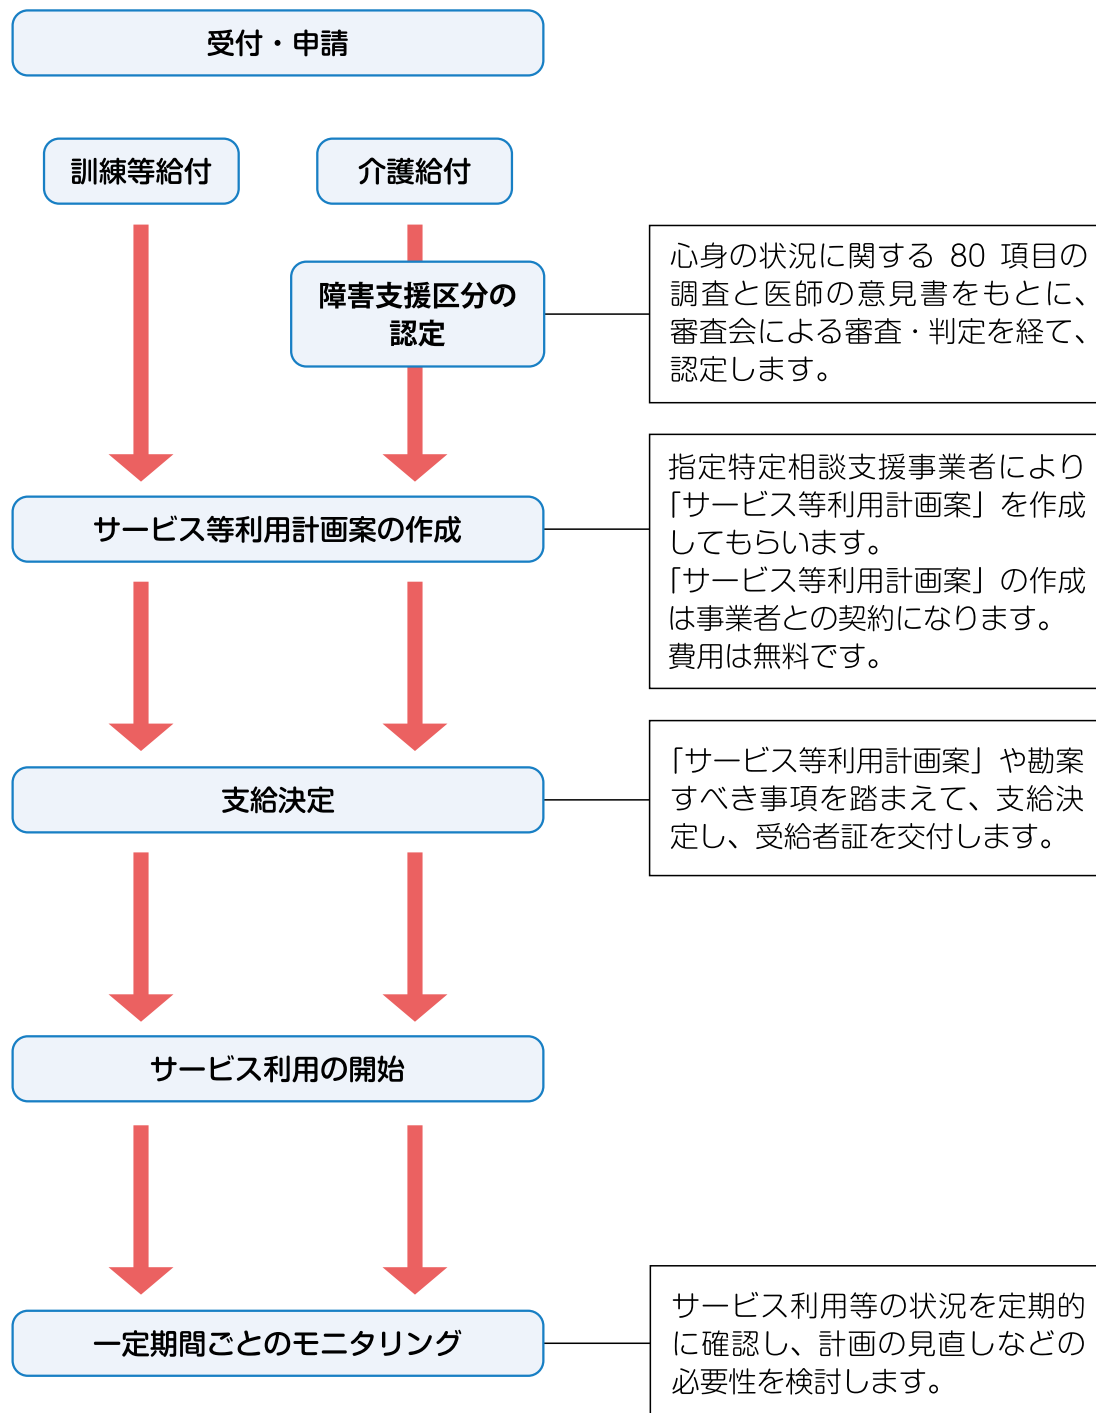 受付・申請
訓練等給付
介護給付
障害支援区分の
認定
心身の状況に関する 80 項目の
調査と医師の意見書をもとに、
審査会による審査・判定を経て、
認定します。
サービス等利用計画案の作成
指定特定相談支援事業者により
「サービス等利用計画案」を作成
してもらいます。
「サービス等利用計画案」の作成
は事業者との契約になります。
費用は無料です。
支給決定
「サービス等利用計画案」や勘案
すべき事項を踏まえて、支給決
定し、受給者証を交付します。
サービス利用の開始
一定期間ごとのモニタリング
サービス利用等の状況を定期的
に確認し、計画の見直しなどの
必要性を検討します。